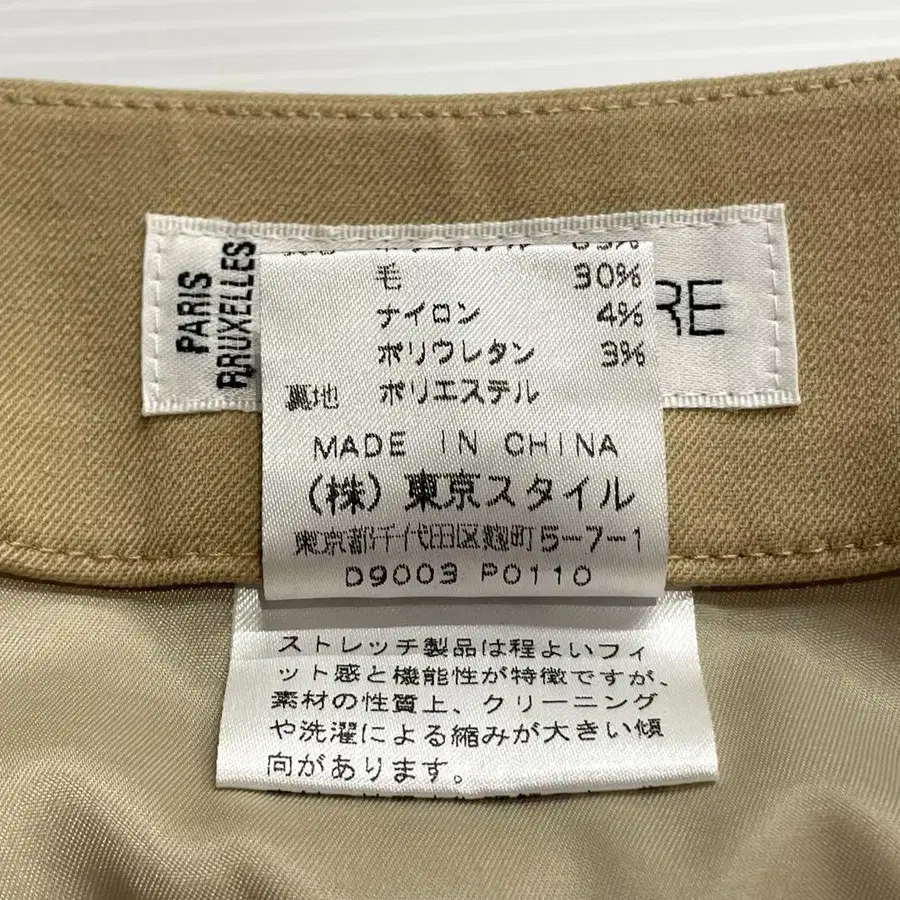 PARIS
BRUXELLES
RE
毛 30%
ナイロン 4%
ポリウレタン 3%
裏地 ポリエステル
MADE IN CHINA
(株)東京スタイル
東京都千代田区麹町5-7-1
D9003 P0110
ストレッチ製品は程よいフィ
ット感と機能性が特徴ですが、
素材の性質上、クリーニング
や洗濯による縮みが大きい傾
向があります。